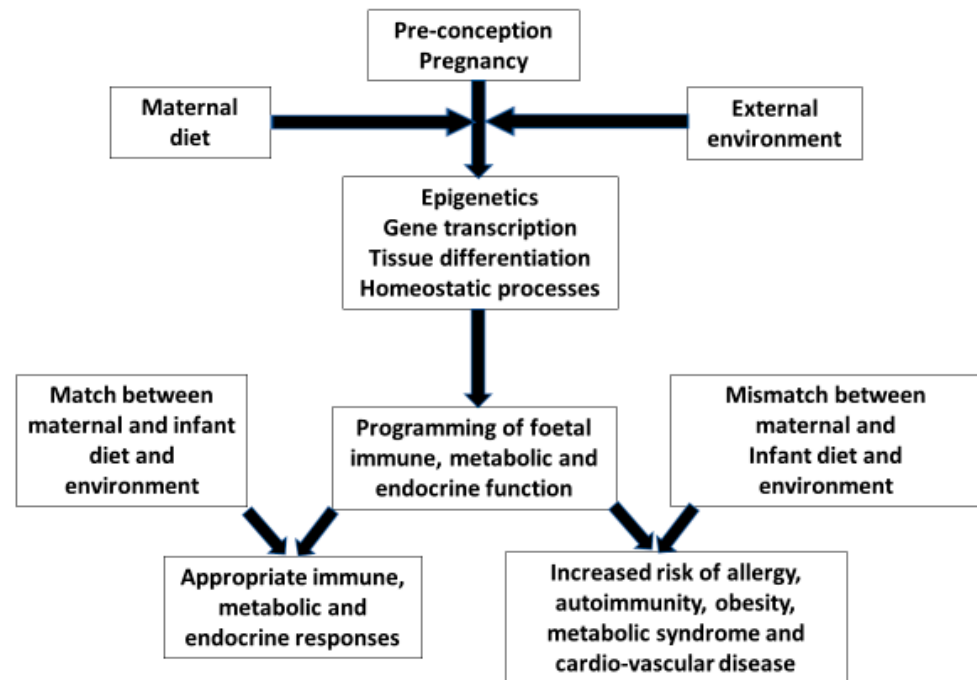 Pre-conception
Pregnancy
Maternal
diet
External
environment
Epigenetics
Gene transcription
Tissue differentiation
Homeostatic processes
Match between
maternal and infant
diet and
environment
Programming of foetal
immune, metabolic and
endocrine function
Mismatch between
maternal and
Infant diet and
environment
Appropriate immune,
metabolic and
endocrine responses
Increased risk of allergy,
autoimmunity, obesity,
metabolic syndrome and
cardio-vascular disease